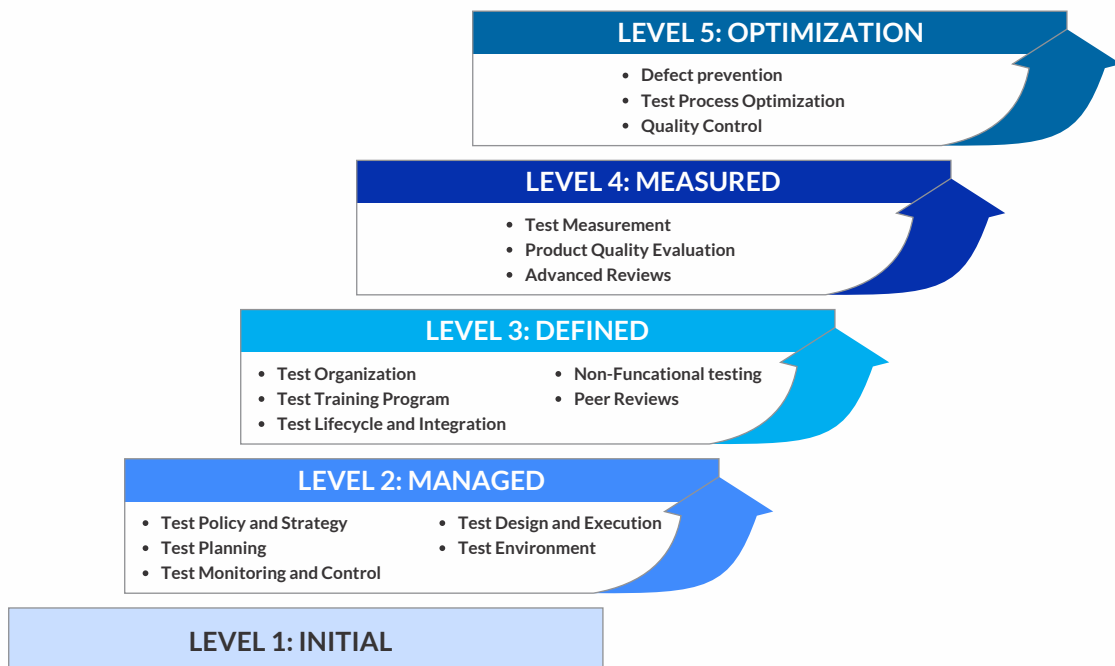 LEVEL 5: OPTIMIZATION
• Defect prevention
• Test Process Optimization
• Quality Control
LEVEL 4: MEASURED
• Test Measurement
• Product Quality Evaluation
• Advanced Reviews
LEVEL 3: DEFINED
• Test Organization
• Test Training Program
• Test Lifecycle and Integration
• Non-Funcational testing
• Peer Reviews
LEVEL 2: MANAGED
• Test Policy and Strategy
• Test Planning
• Test Monitoring and Control
• Test Design and Execution
• Test Environment
LEVEL 1: INITIAL